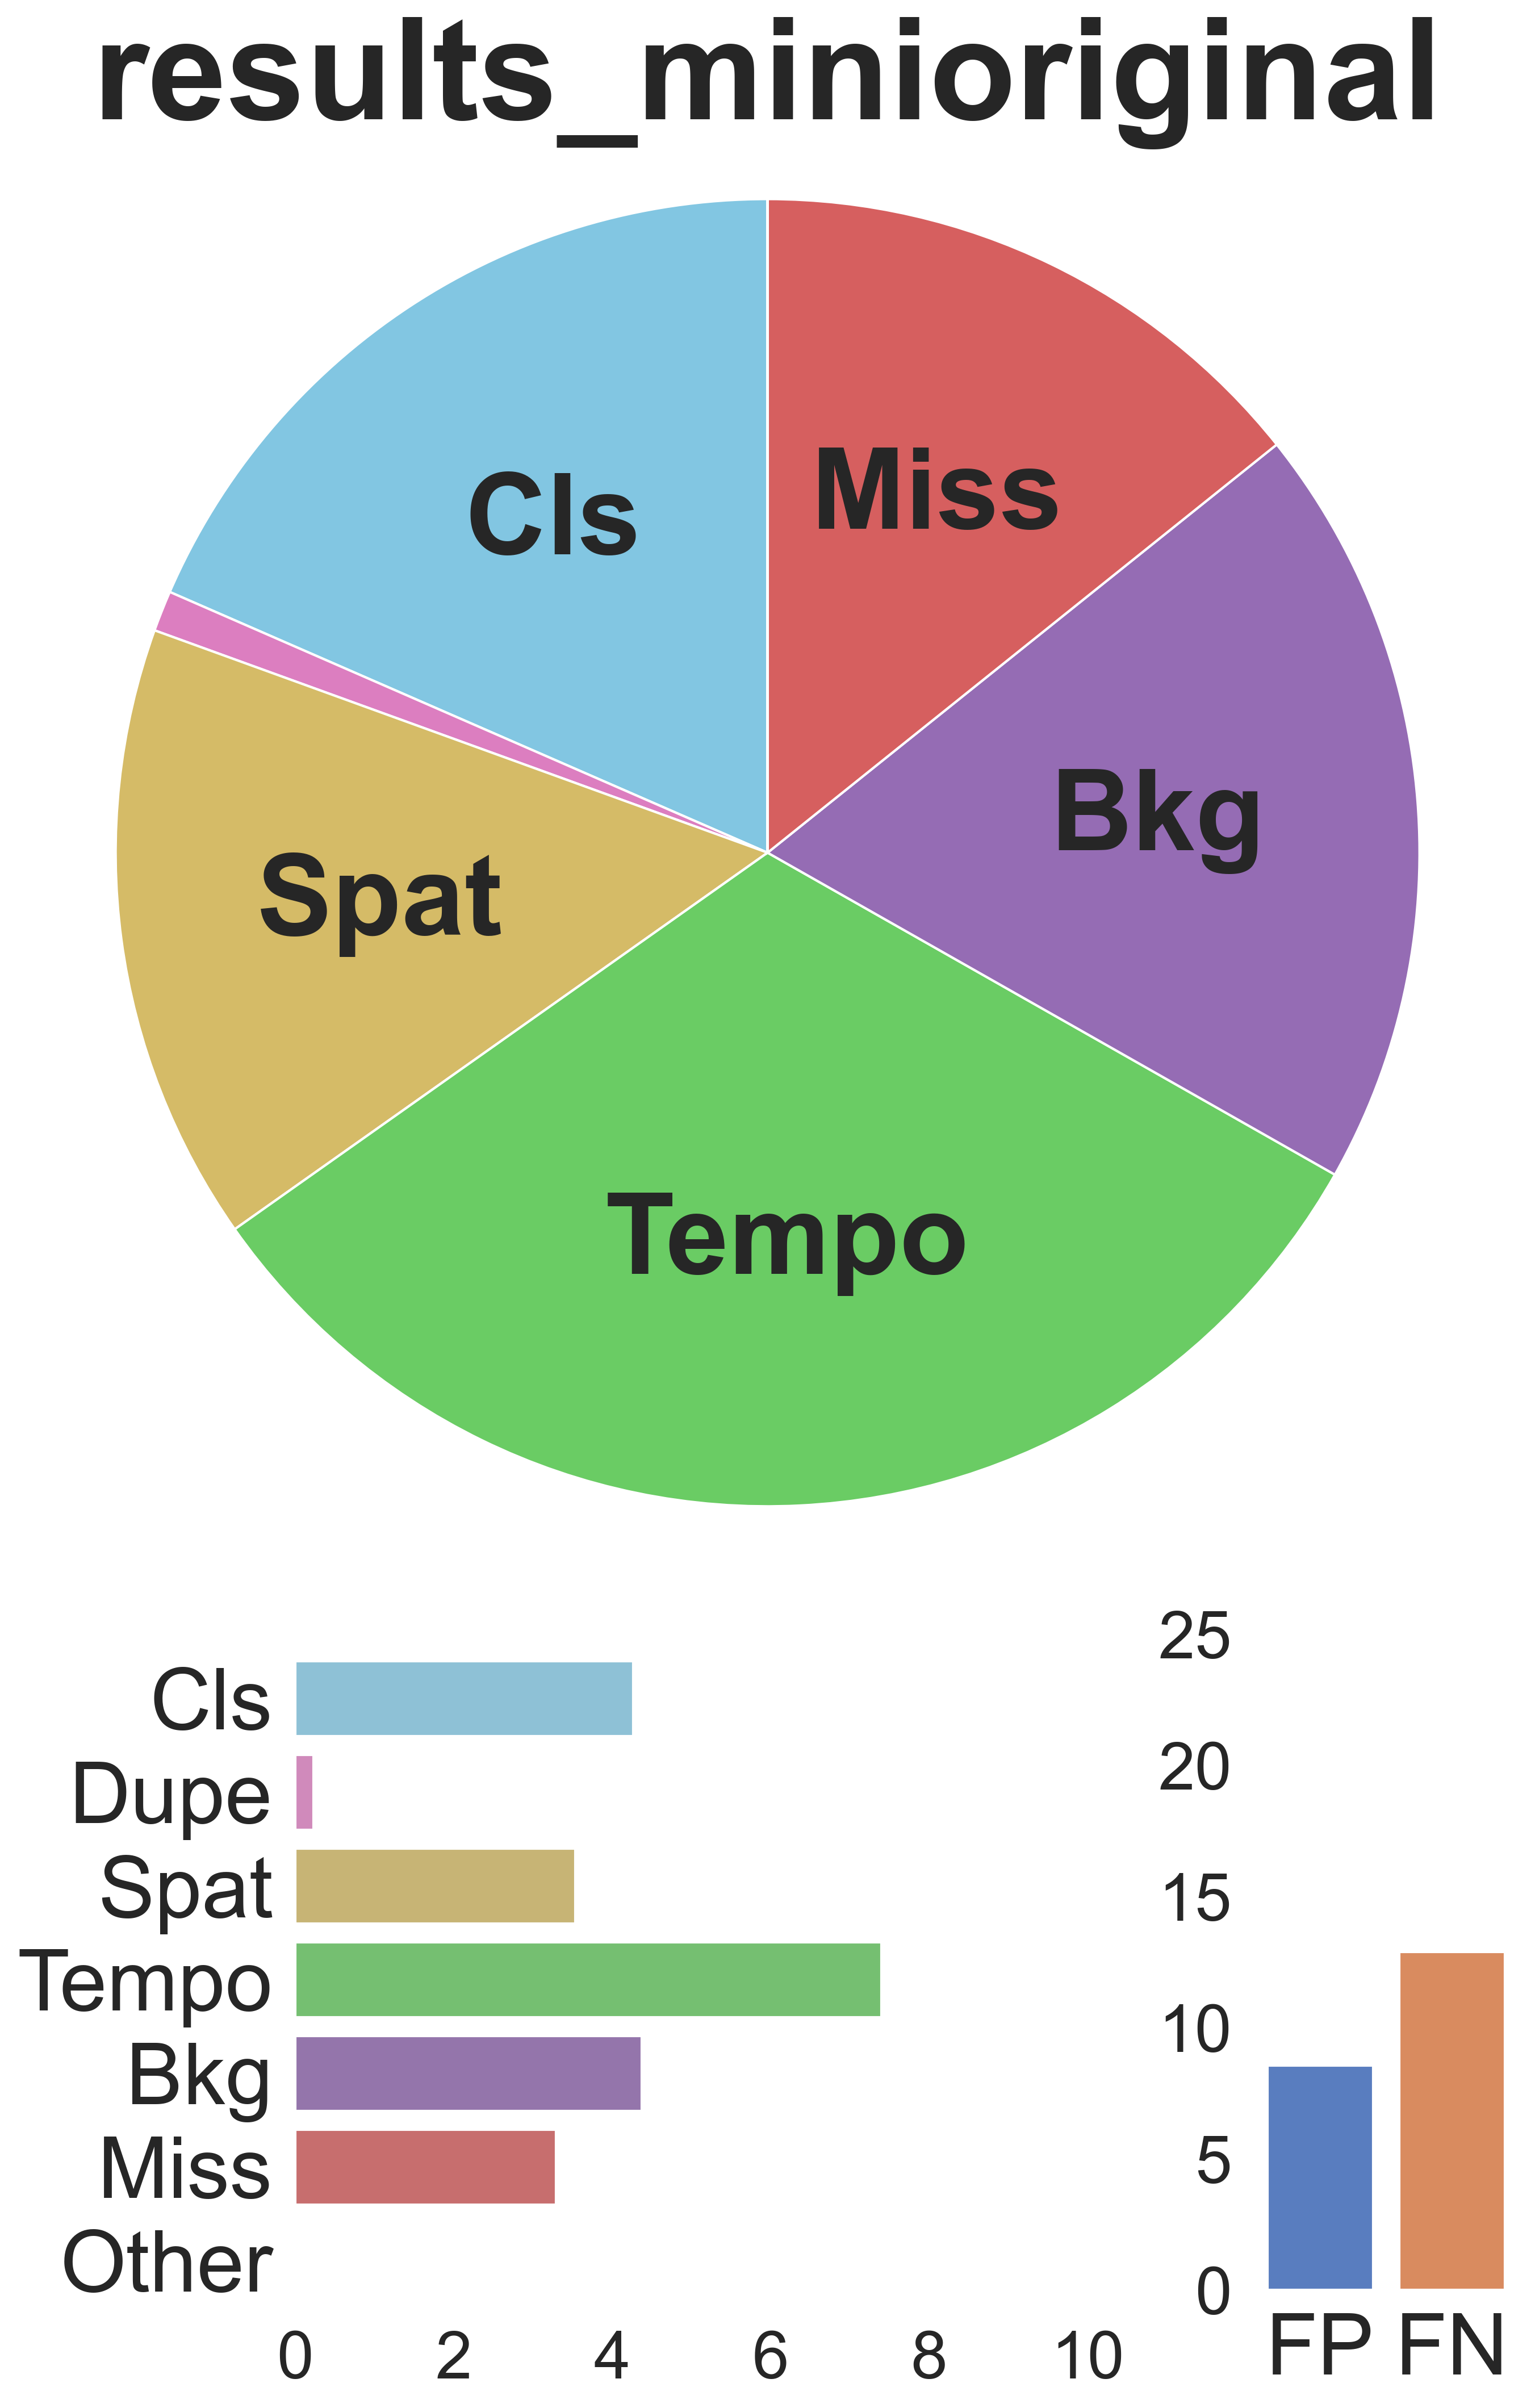 results_minioriginal
Cls
Miss
Bkg
Spat
Tempo
Cls
Dupe
Spat
Tempo
Bkg
Miss
Other
0 2 4 6 8 10
25
20
15
10
5
0
FP FN